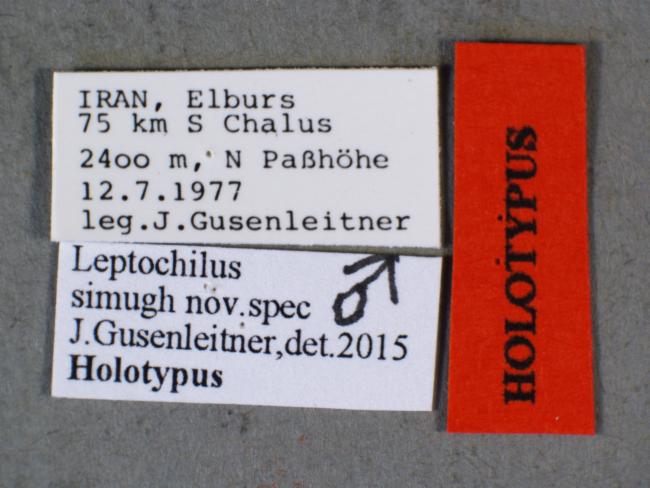 IRAN, Elburs
75 km S Chalus
24oo m, N Paßhöhe
12.7.1977
leg.J.Gusenleitner
Leptochilus
simugh nov.spec ♂
J.Gusenleitner,det.2015
Holotypus
HOLOTYPUS